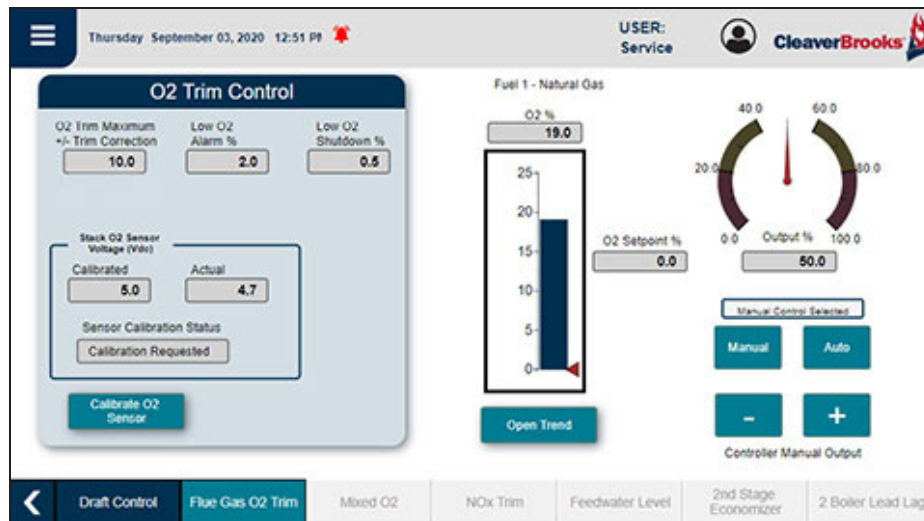 Thursday September 03, 2020 12:51 PM
USER:
Service
CleaverBrooks
O2 Trim Control
O2 Trim Maximum
+/- Trim Correction
10.0
Low O2
Alarm %
2.0
Low O2
Shutdown %
0.5
Stack O2 Sensor
Voltage (Vdc)
Calibrated
5.0
Actual
4.7
Sensor Calibration Status
Calibration Requested
Calibrate O2
Sensor
Fuel 1 - Natural Gas
O2 %
19.0
25
20
15
10
5
0
O2 Setpoint %
0.0
Open Trend
40.0 60.0
20.0 80.0
0.0 Output % 100.0
50.0
Manual Control Selected
Manual Auto
- +
Controller Manual Output
Draft Control
Flue Gas O2 Trim
Mixed O2
NOx Trim
Feedwater Level
2nd Stage
Economizer
2 Boiler Lead Lag